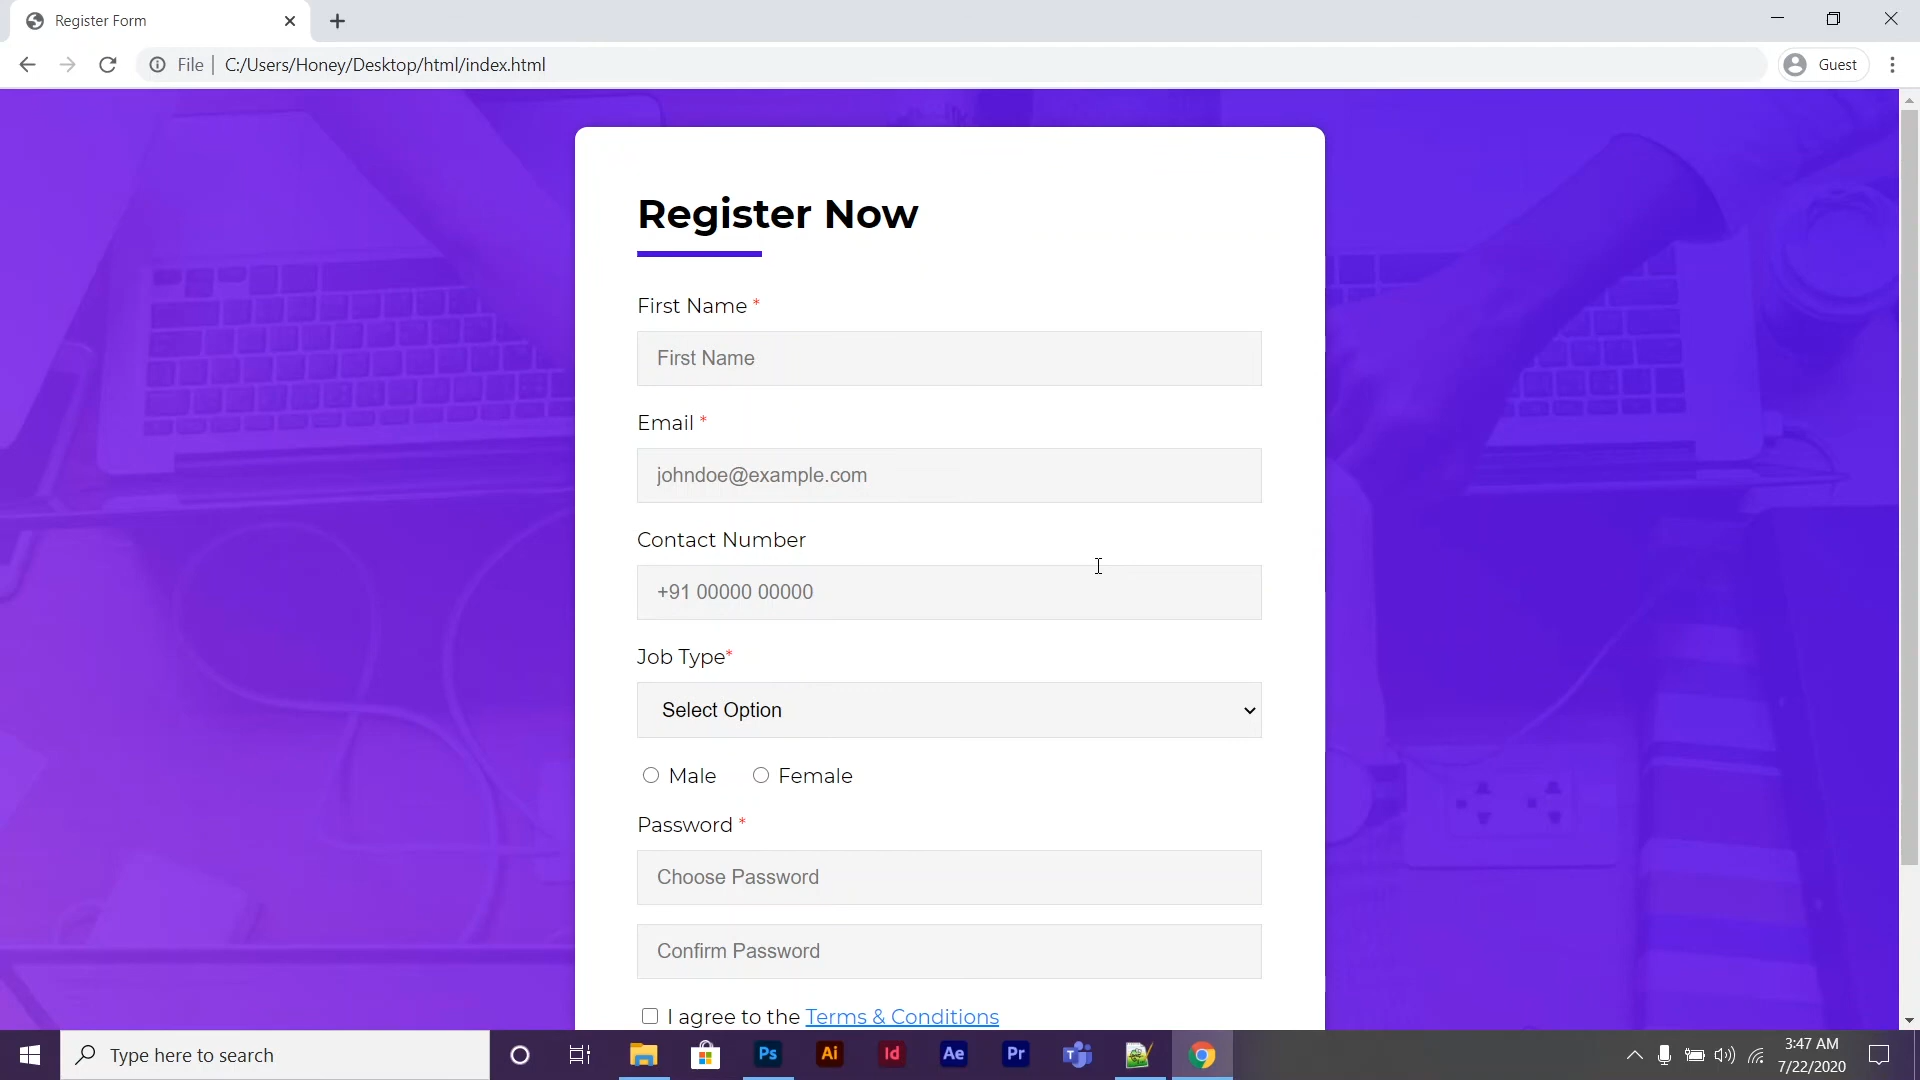 Register Form
File
C:/Users/Honey/Desktop/html/index.html
Guest
Register Now
First Name *
First Name
Email *
johndoe@example.com
Contact Number
+91 00000 00000
Job Type*
Select Option
Male Female
Password *
Choose Password
Confirm Password
I agree to the Terms & Conditions
Type here to search
Ps
Ai
Id
Ae
Pr
T
3:47 AM
7/22/2020